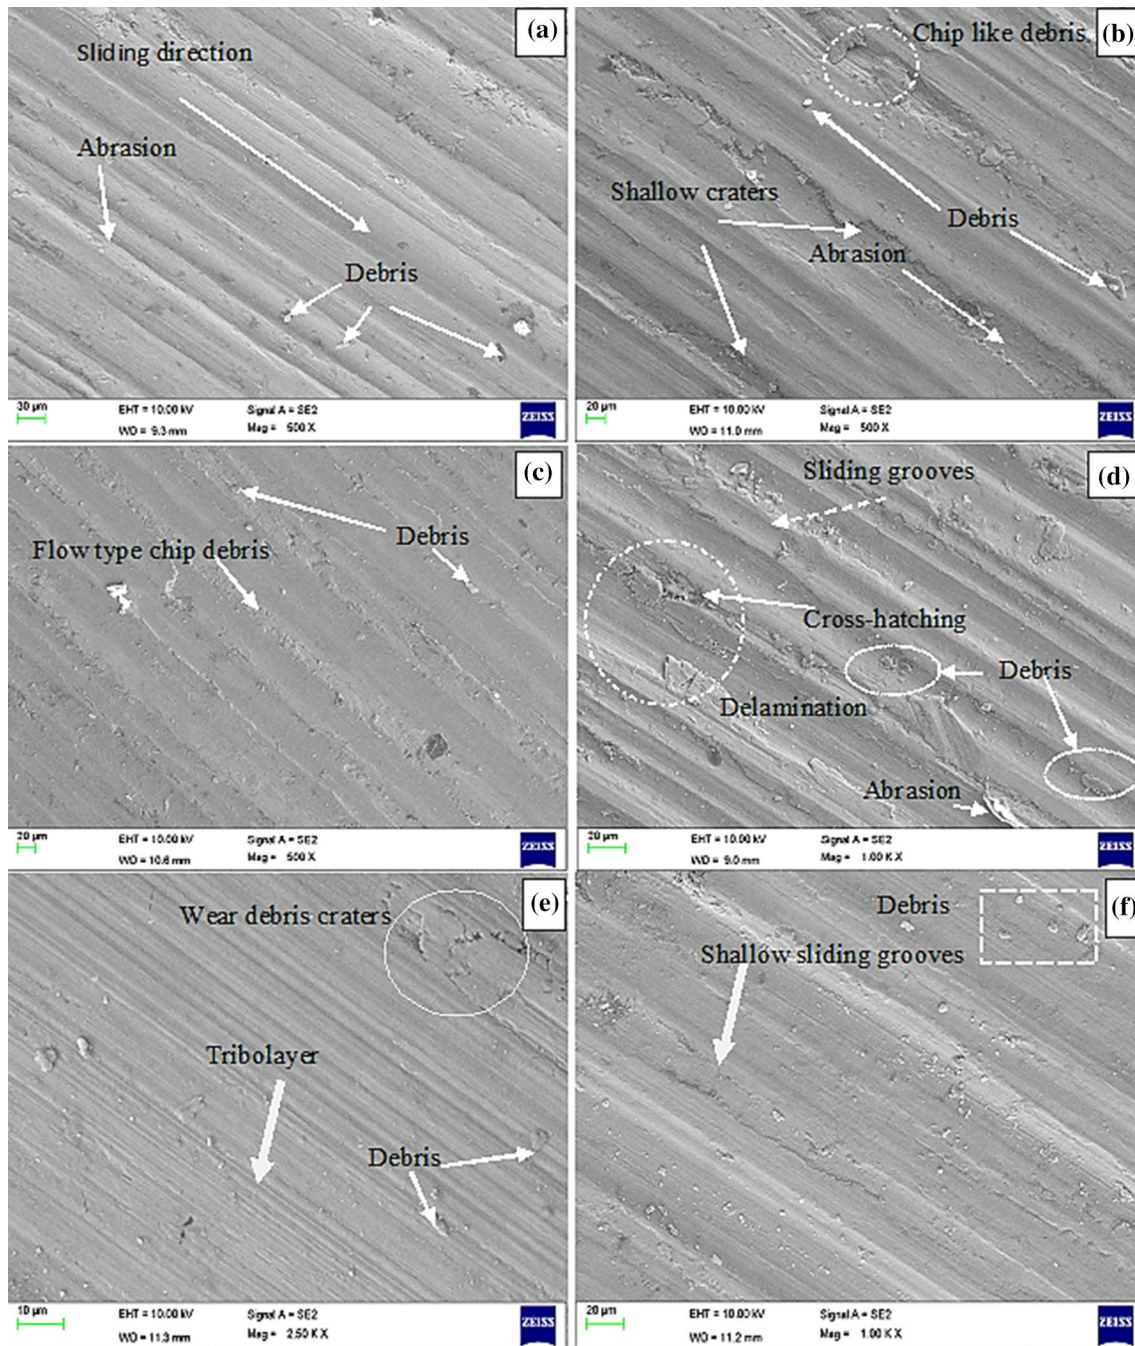 (a)
Sliding direction
Abrasion
Debris
30 µm
EHT = 10.00 kV
Signal A = SE2
WD = 9.3 mm
Mag = 500 X
ZEISS
(b)
Chip like debris
Shallow craters
Debris
Abrasion
20 µm
EHT = 10.00 kV
Signal A = SE2
WD = 11.0 mm
Mag = 500 X
ZEISS
(c)
Debris
Flow type chip debris
20 µm
EHT = 10.00 kV
Signal A = SE2
WD = 10.6 mm
Mag = 500 X
ZEISS
(d)
Sliding grooves
Cross-hatching
Debris
Delamination
Abrasion
20 µm
EHT = 10.00 kV
Signal A = SE2
WD = 9.0 mm
Mag = 1.00 K X
ZEISS
(e)
Wear debris craters
Tribolayer
Debris
10 µm
EHT = 10.00 kV
Signal A = SE2
WD = 11.3 mm
Mag = 2.50 K X
ZEISS
(f)
Debris
Shallow sliding grooves
20 µm
EHT = 10.00 kV
Signal A = SE2
WD = 11.2 mm
Mag = 1.00 K X
ZEISS